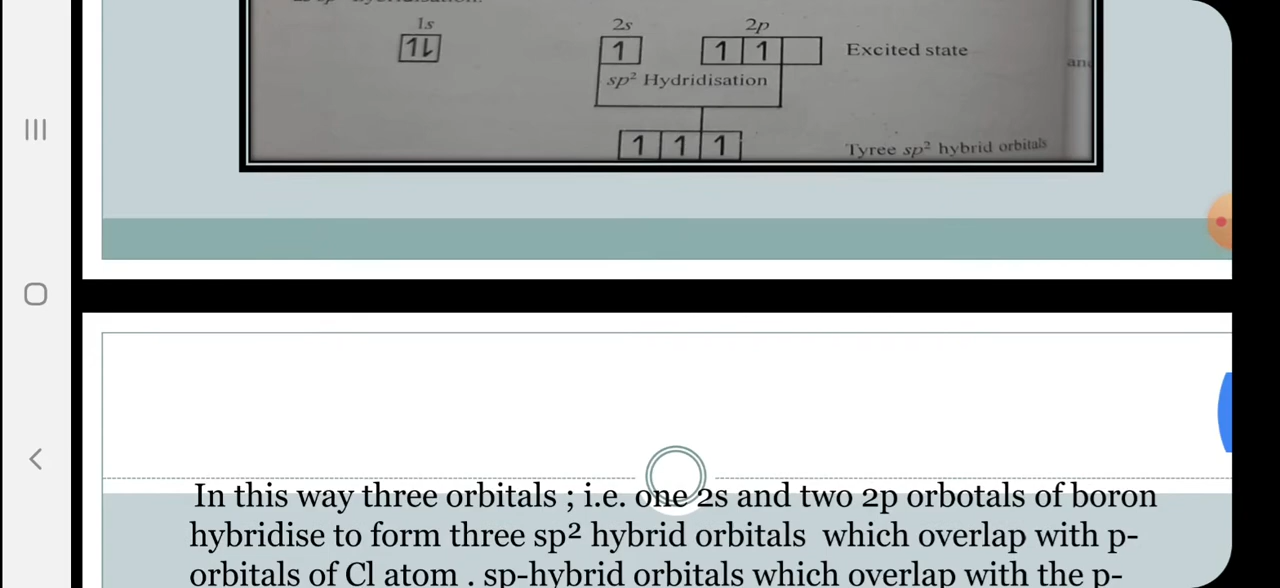 1s 2s 2p
1⇂ 1 1 1 Excited state
sp² Hydridisation
1 1 1 Tyree sp² hybrid orbitals
In this way three orbitals ; i.e. one 2s and two 2p orbotals of boron
hybridise to form three sp² hybrid orbitals which overlap with p-
orbitals of Cl atom . sp-hybrid orbitals which overlap with the p-